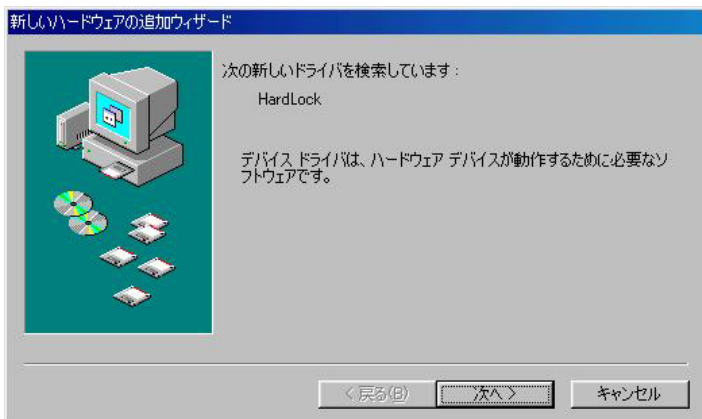 新しいハードウェアの追加ウィザード
次の新しいドライバを検索しています：
HardLock
デバイス ドライバは、ハードウェア デバイスが動作するために必要なソ
フトウェアです。
< 戻る(B)
次へ >
キャンセル